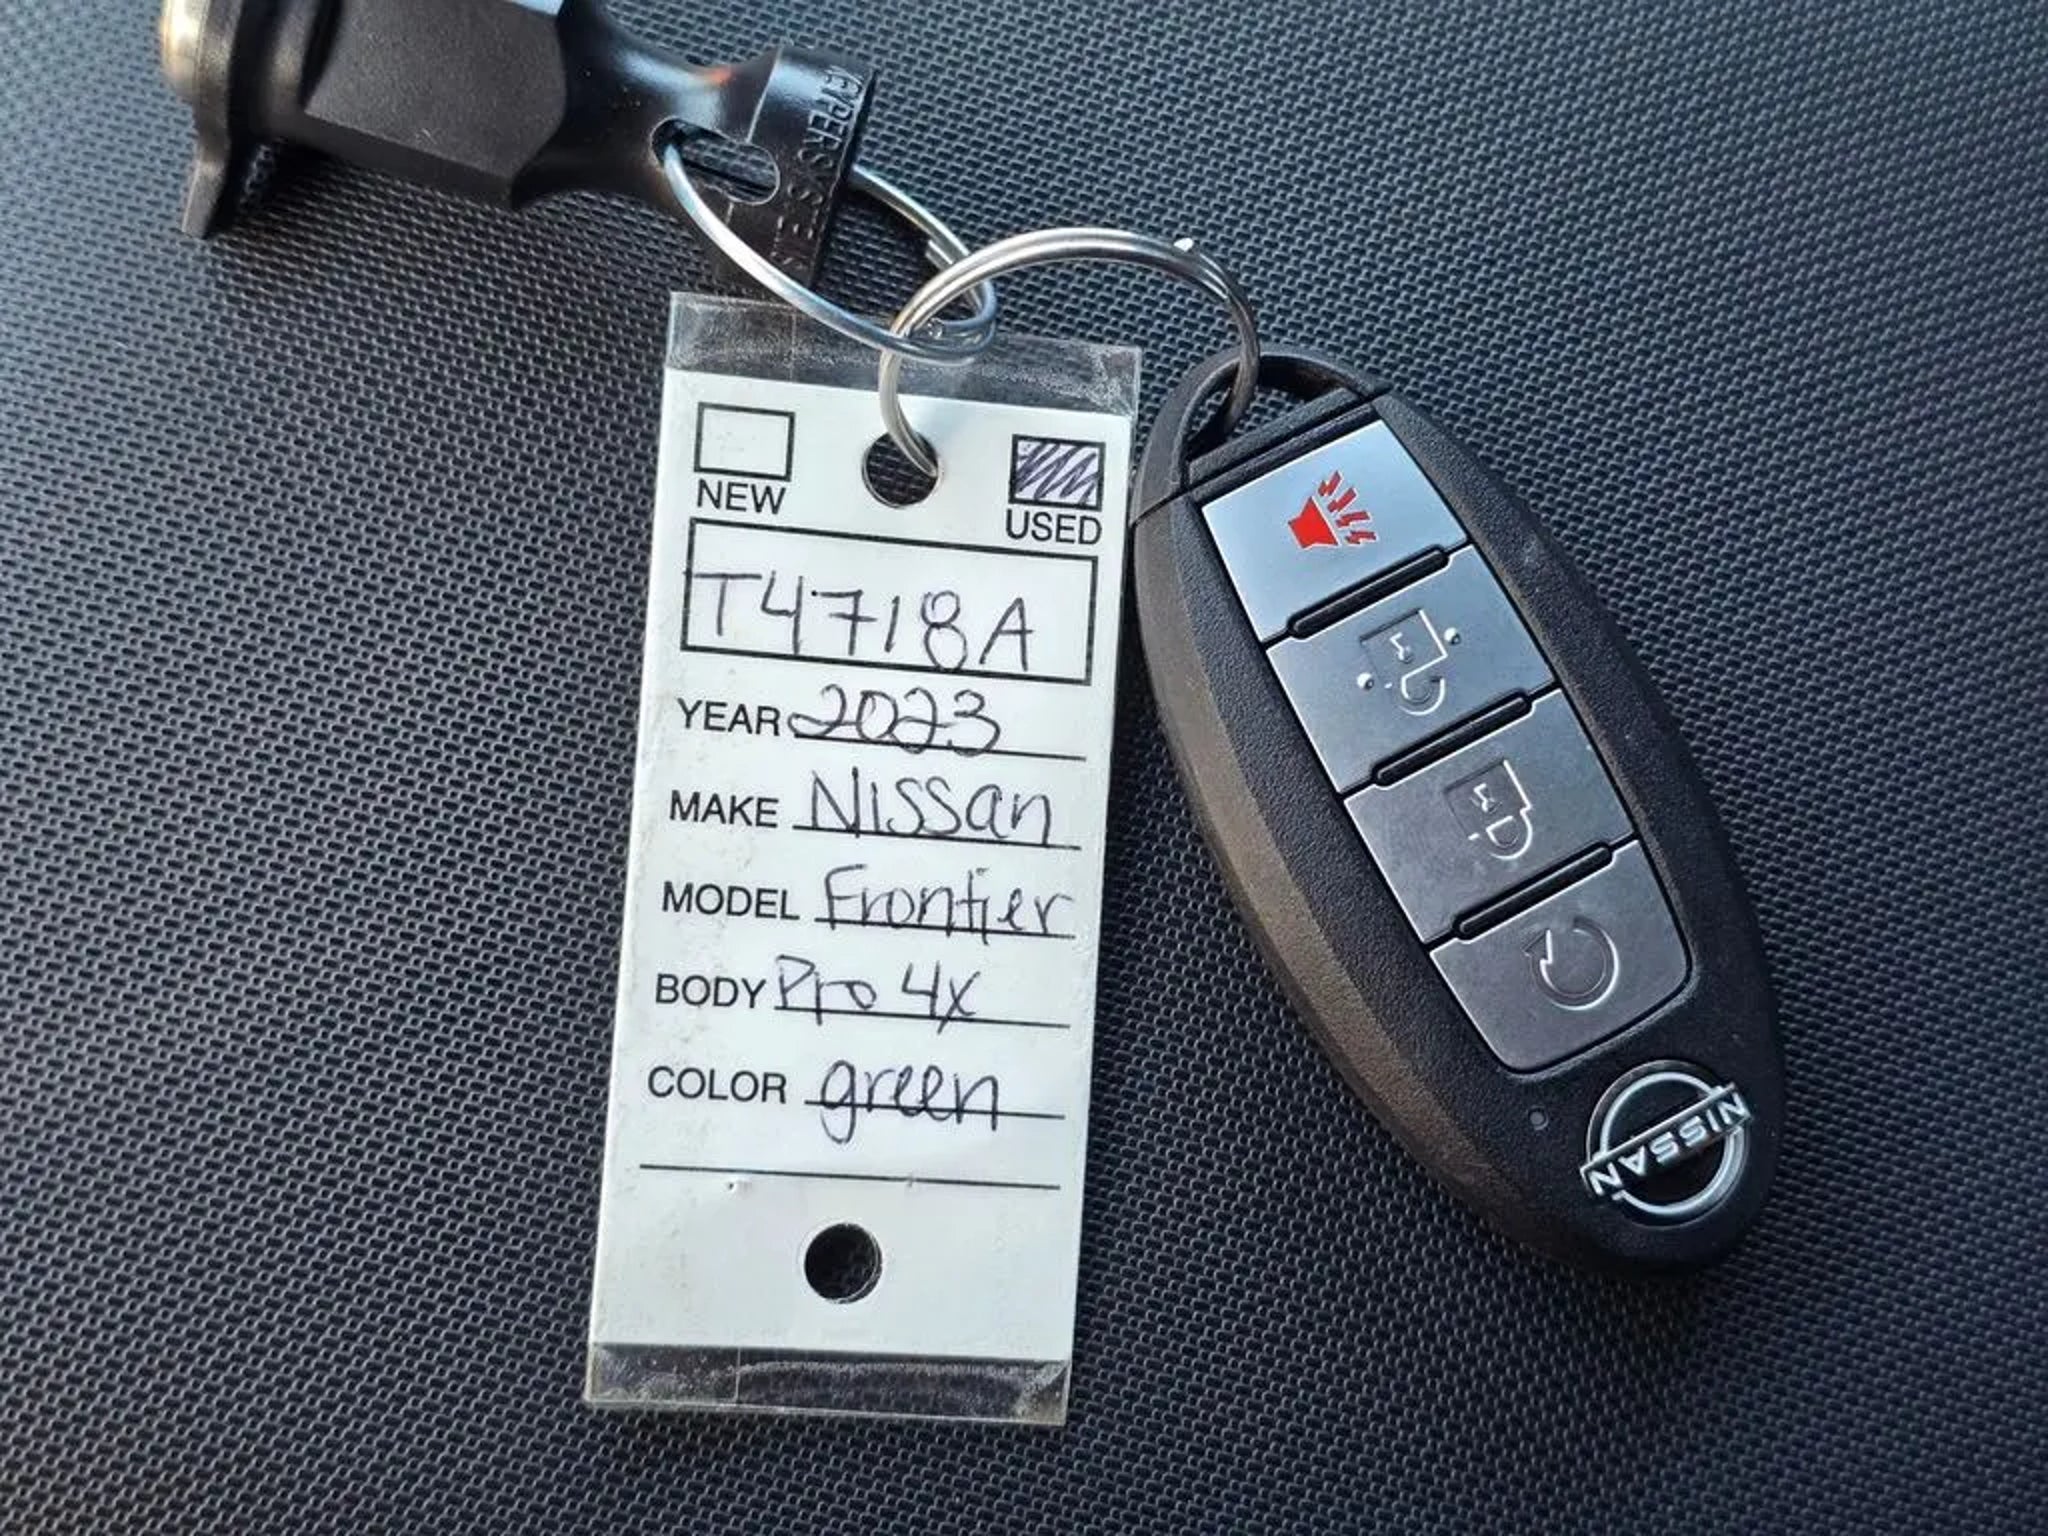 NEW
USED
T4718A
YEAR 2023
MAKE Nissan
MODEL Frontier
BODY Pro 4x
COLOR green
NISSAN